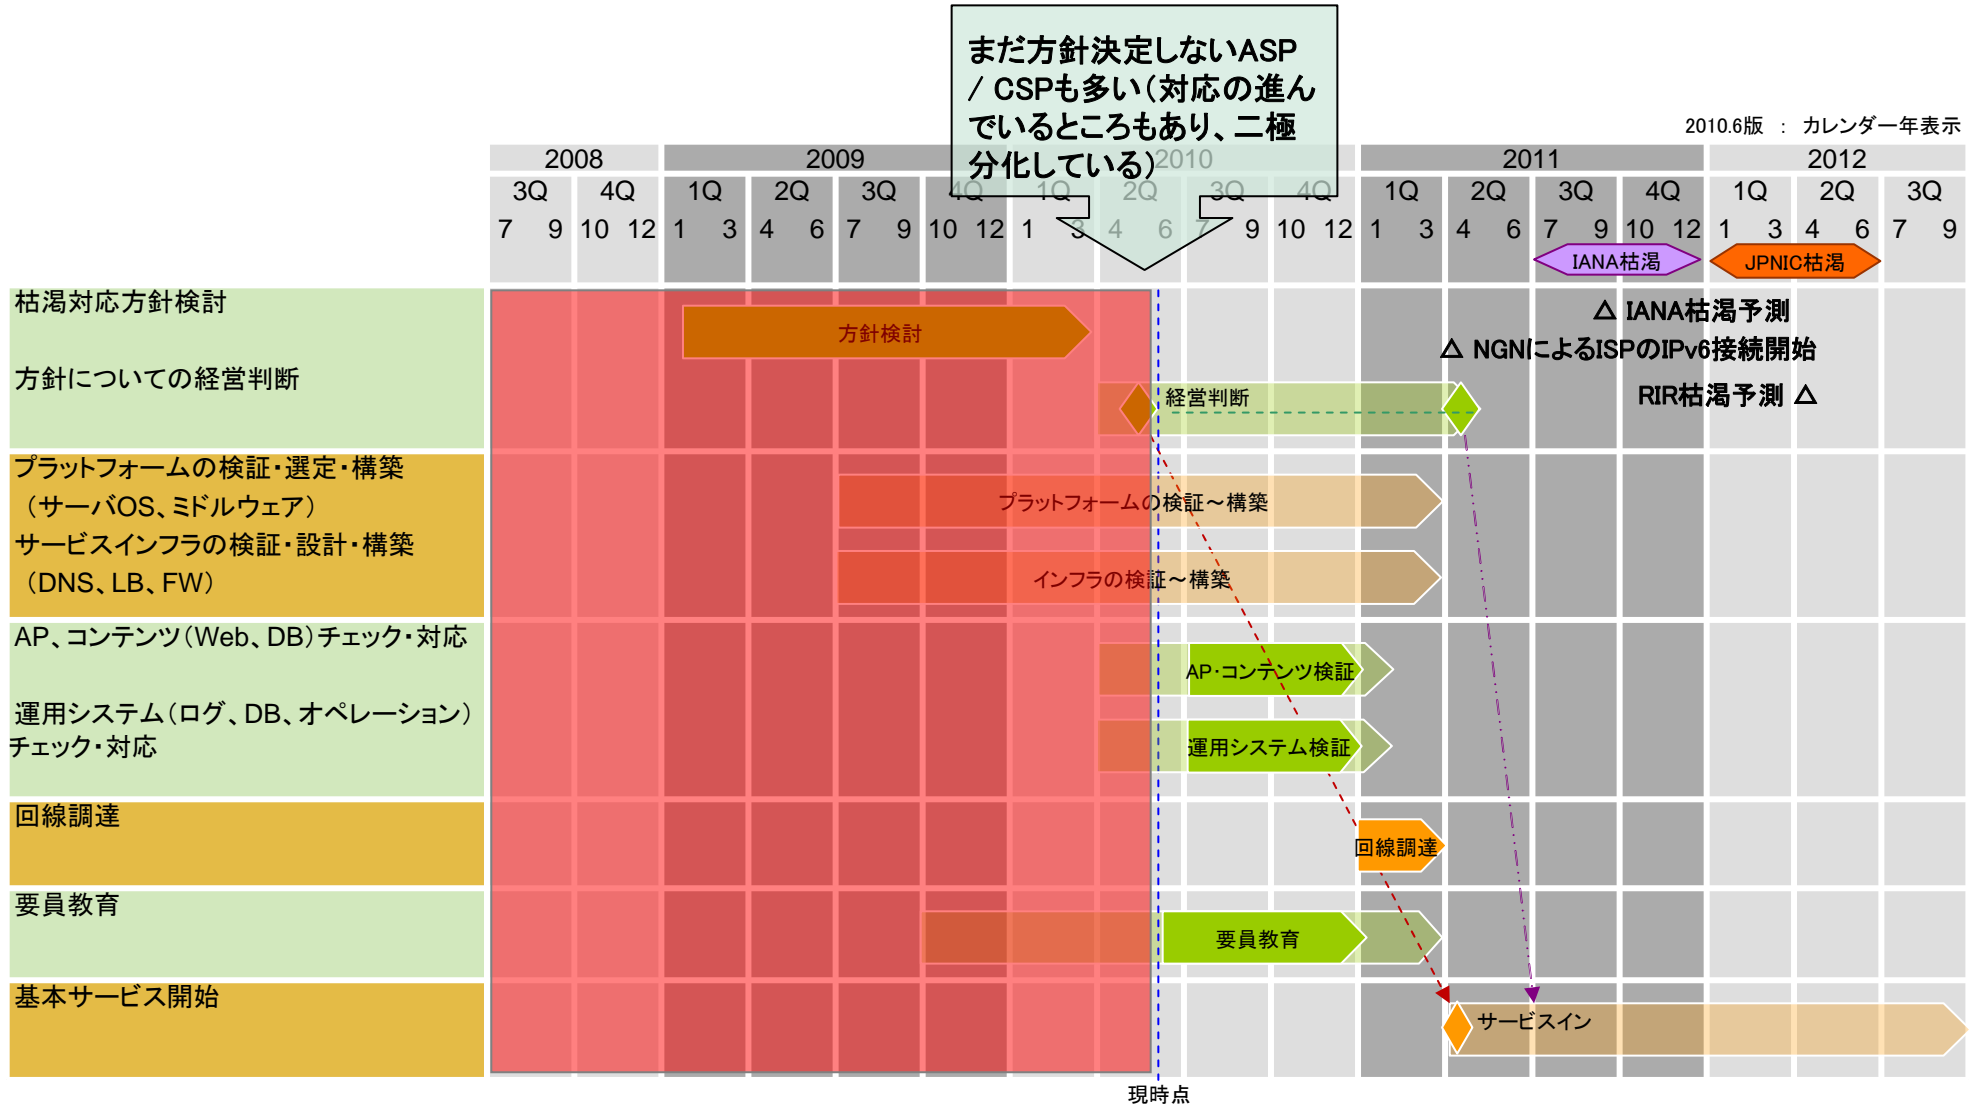 まだ方針決定しないASP
/ CSPも多い(対応の進ん
でいるところもあり、二極
分化している)
2010.6版 : カレンダー年表示
2008 2009 2010 2011 2012
3Q 4Q 1Q 2Q 3Q 4Q 1Q 2Q 3Q 4Q 1Q 2Q 3Q 4Q 1Q 2Q 3Q
7 9 10 12 1 3 4 6 7 9 10 12 1 3 4 6 7 9 10 12 1 3 4 6 7 9 10 12 1 3 4 6 7 9
IANA枯渇 JPNIC枯渇
枯渇対応方針検討
方針検討
△ IANA枯渇予測
△ NGNによるISPのIPv6接続開始
方針についての経営判断
経営判断
RIR枯渇予測 △
プラットフォームの検証・選定・構築
(サーバOS、ミドルウェア)
プラットフォームの検証~構築
サービスインフラの検証・設計・構築
(DNS、LB、FW)
インフラの検証~構築
AP、コンテンツ(Web、DB)チェック・対応
AP・コンテンツ検証
運用システム(ログ、DB、オペレーション)
チェック・対応
運用システム検証
回線調達
回線調達
要員教育
要員教育
基本サービス開始
サービスイン
現時点